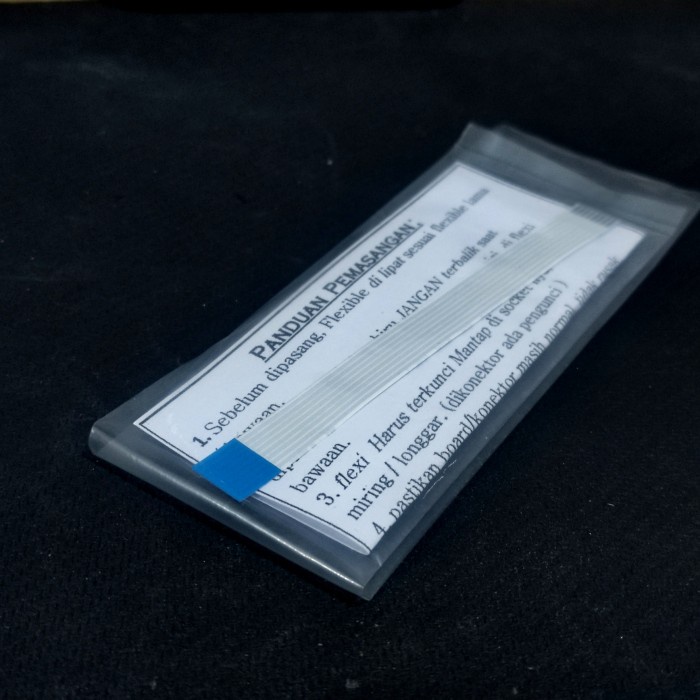 PANDUAN PEMASANGAN:
1. Sebelum dipasang, Flexible di lipat sesuai flexible
JANGAN terbalik saat
bawaan.
3. flexi Harus terkunci Mantap di socket
miring / longgar. (dikonektor ada pengunci)
4. pastikan board/konektor masih normal tidak